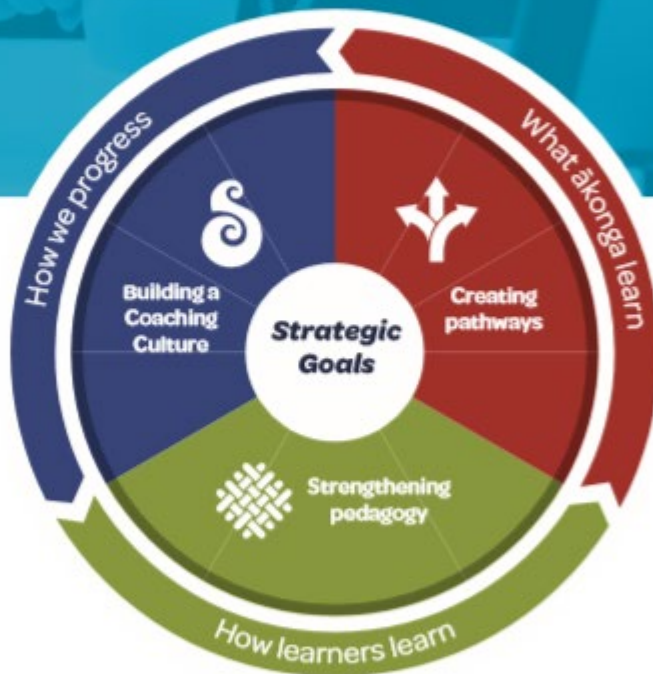 How we progress
What ākonga learn
Building a
Coaching
Culture
Creating
pathways
Strategic
Goals
Strengthening
pedagogy
How learners learn